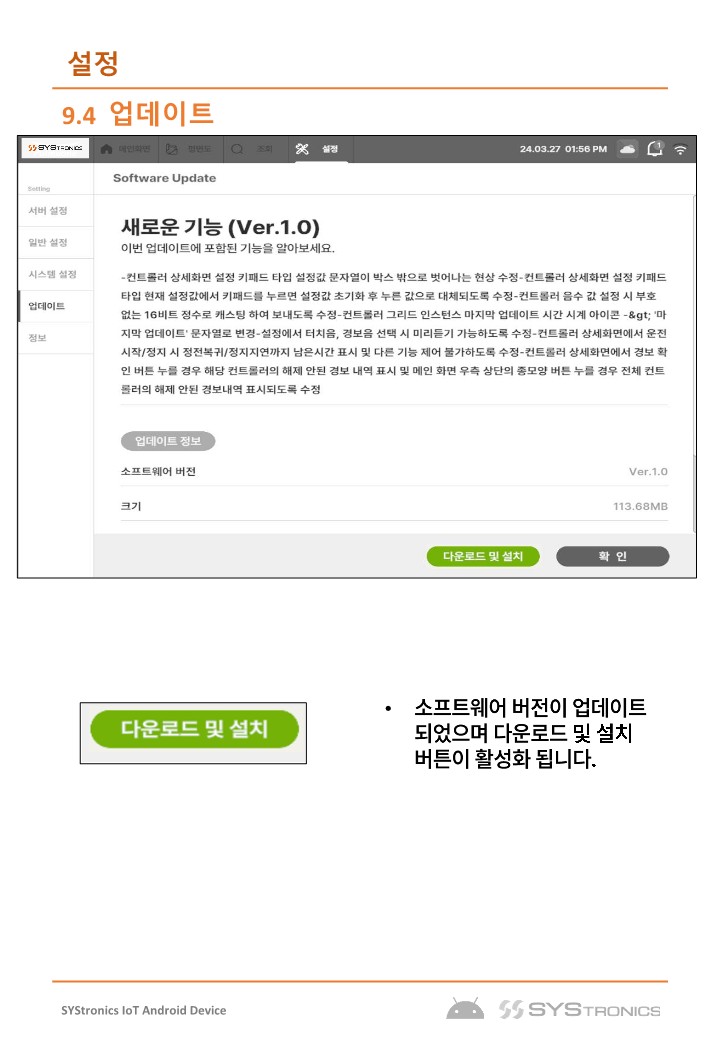 설정
9.4 업데이트
SYSTRONICS
메인화면
평면도
조회
설정
24.03.27 01:56 PM
1
Setting
Software Update
서버 설정
일반 설정
시스템 설정
업데이트
정보
새로운 기능 (Ver.1.0)
이번 업데이트에 포함된 기능을 알아보세요.
-컨트롤러 상세화면 설정 키패드 타입 설정값 문자열이 박스 밖으로 벗어나는 현상 수정-컨트롤러 상세화면 설정 키패드
타입 현재 설정값에서 키패드를 누르면 설정값 초기화 후 누른 값으로 대체되도록 수정-컨트롤러 음수 값 설정 시 부호
없는 16비트 정수로 캐스팅 하여 보내도록 수정-컨트롤러 그리드 인스턴스 마지막 업데이트 시간 시계 아이콘 -&gt; '마
지막 업데이트' 문자열로 변경-설정에서 터치음, 경보음 선택 시 미리듣기 가능하도록 수정-컨트롤러 상세화면에서 운전
시작/정지 시 정전복귀/정지지연까지 남은시간 표시 및 다른 기능 제어 불가하도록 수정-컨트롤러 상세화면에서 경보 확
인 버튼 누를 경우 해당 컨트롤러의 해제 안된 경보 내역 표시 및 메인 화면 우측 상단의 종모양 버튼 누를 경우 전체 컨트
롤러의 해제 안된 경보내역 표시되도록 수정
업데이트 정보
소프트웨어 버전
Ver.1.0
크기
113.68MB
다운로드 및 설치
확 인
다운로드 및 설치
• 소프트웨어 버전이 업데이트
되었으며 다운로드 및 설치
버튼이 활성화 됩니다.
SYStronics IoT Android Device
SYSTRONICS